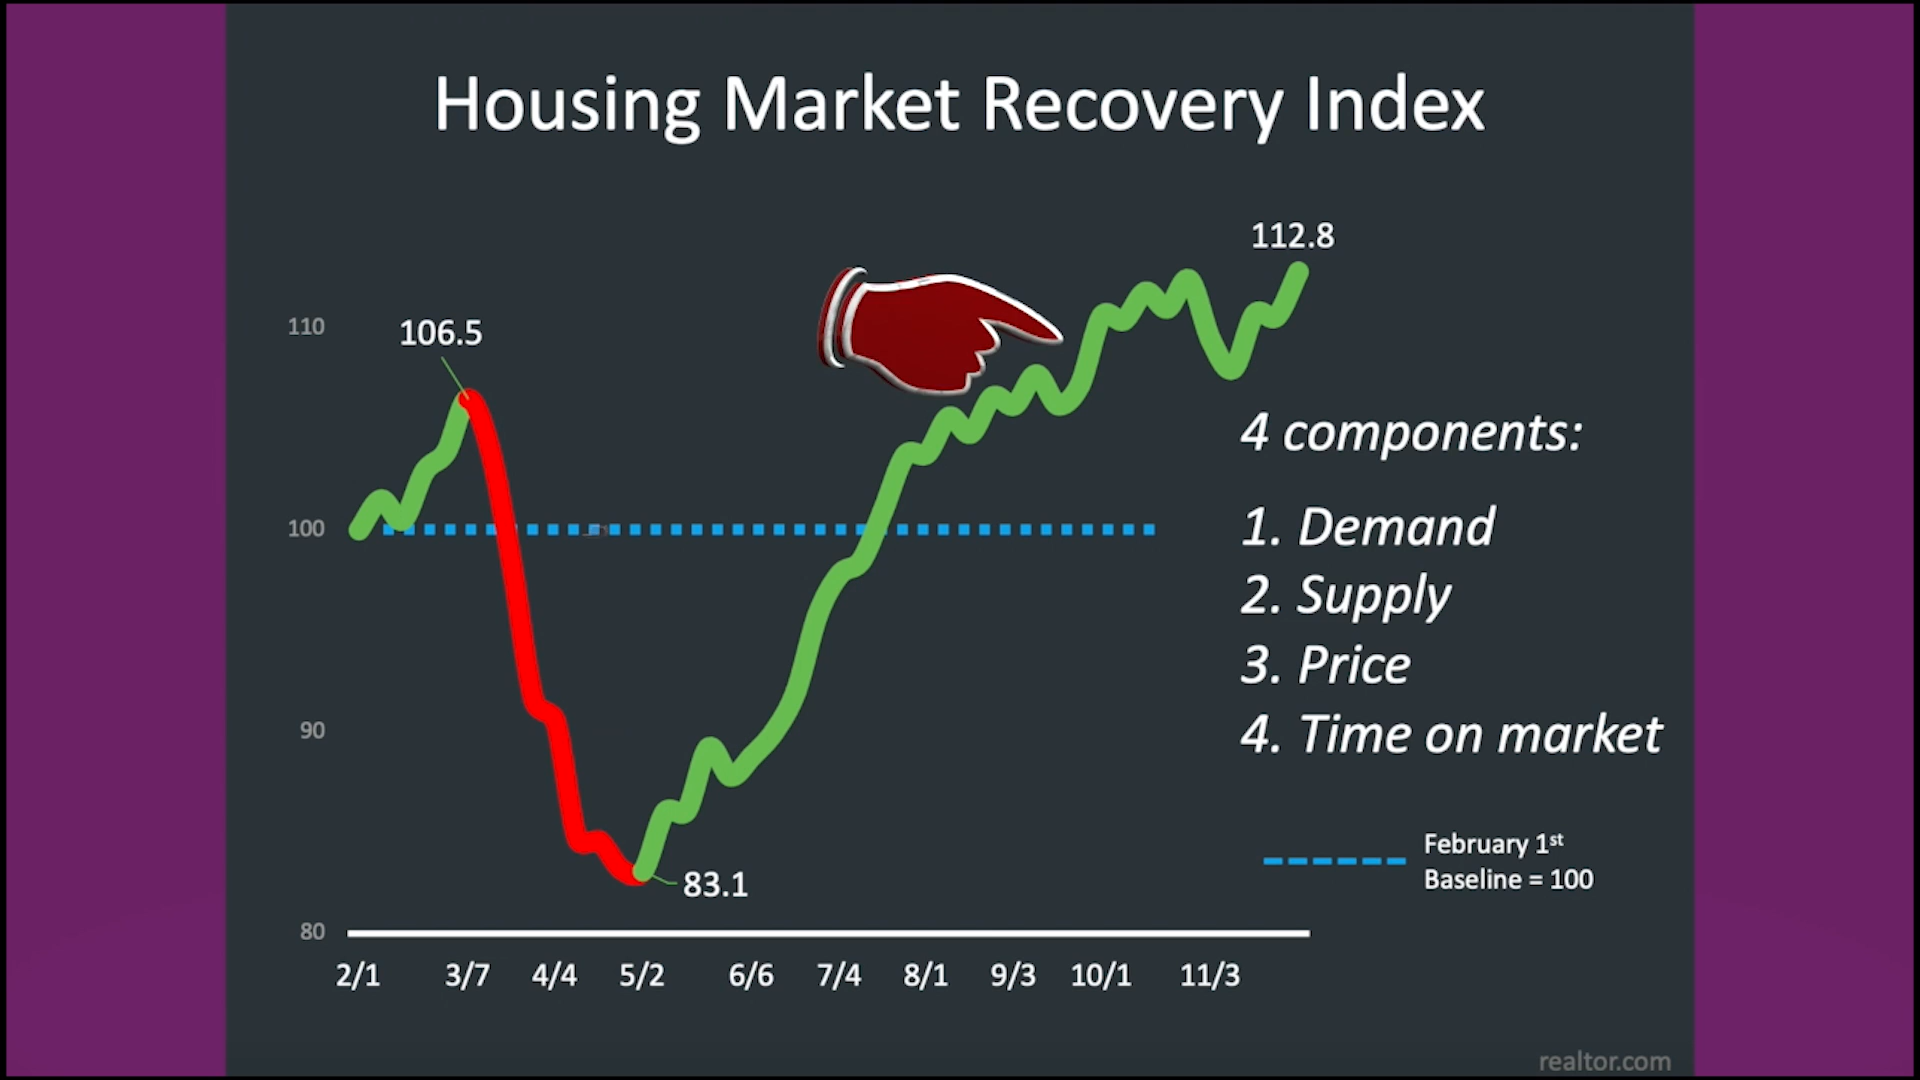 Housing Market Recovery Index
112.8
106.5
110
100
90
80
83.1
4 components:
1. Demand
2. Supply
3. Price
4. Time on market
February 1st
Baseline = 100
2/1 3/7 4/4 5/2 6/6 7/4 8/1 9/3 10/1 11/3
realtor.com